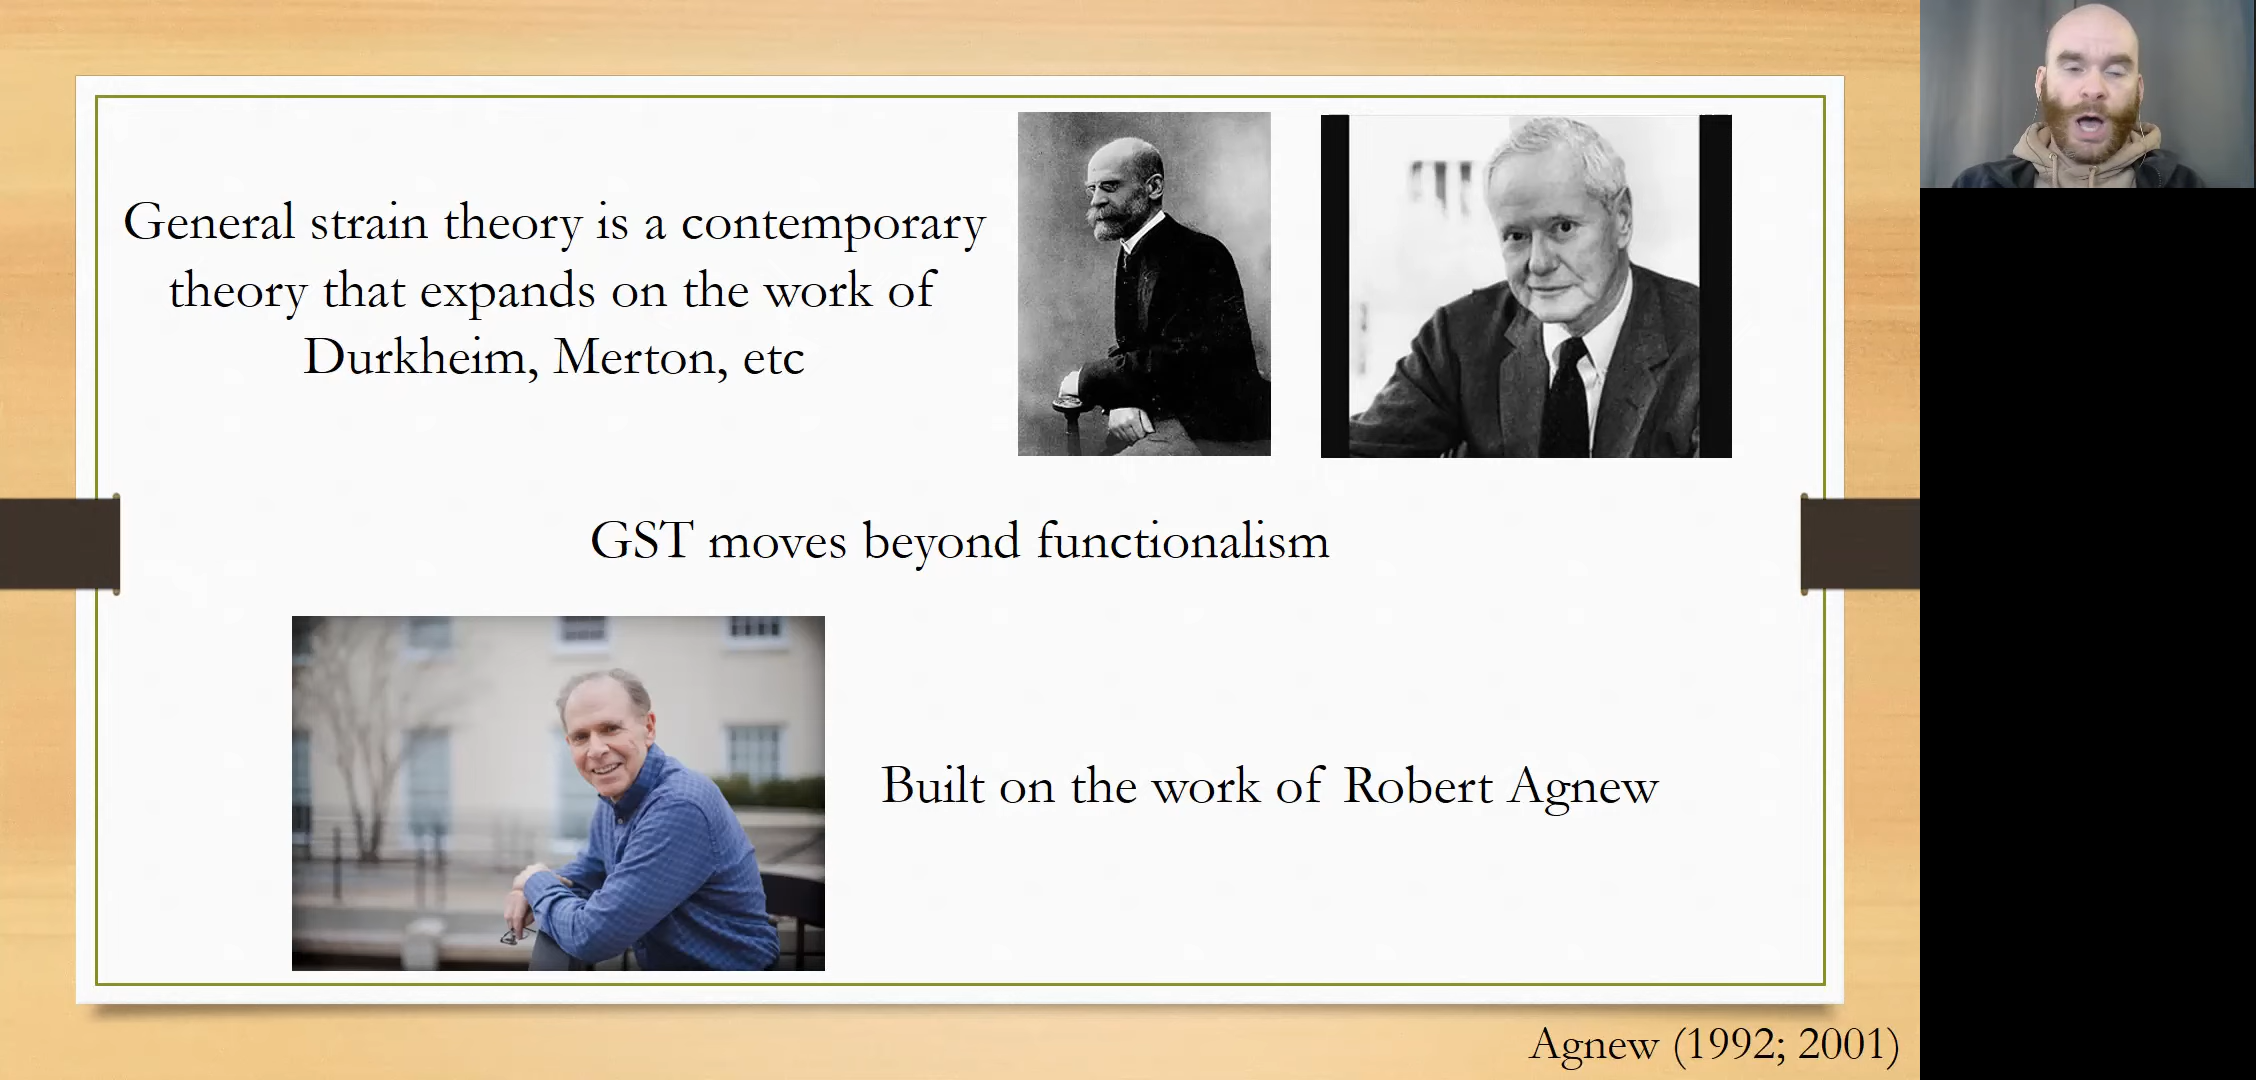 General strain theory is a contemporary
theory that expands on the work of
Durkheim, Merton, etc
GST moves beyond functionalism
Built on the work of Robert Agnew
Agnew (1992; 2001)